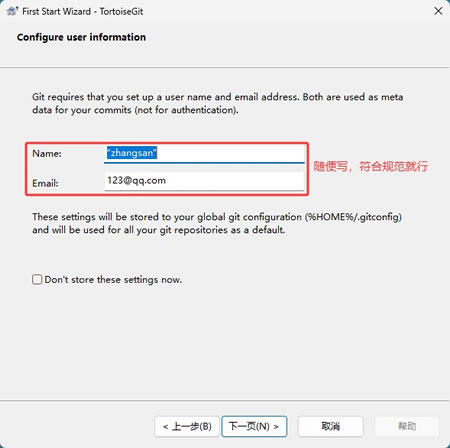 First Start Wizard - TortoiseGit
Configure user information
Git requires that you set up a user name and email address. Both are used as meta
data for your commits (not for authentication).
Name: "zhangsan"
随便写，符合规范就行
Email: 123@qq.com
These settings will be stored to your global git configuration (%HOME%/.gitconfig)
and will be used for all your git repositories as a default.
Don't store these settings now.
< 上一步(B) 下一页(N) > 取消 帮助